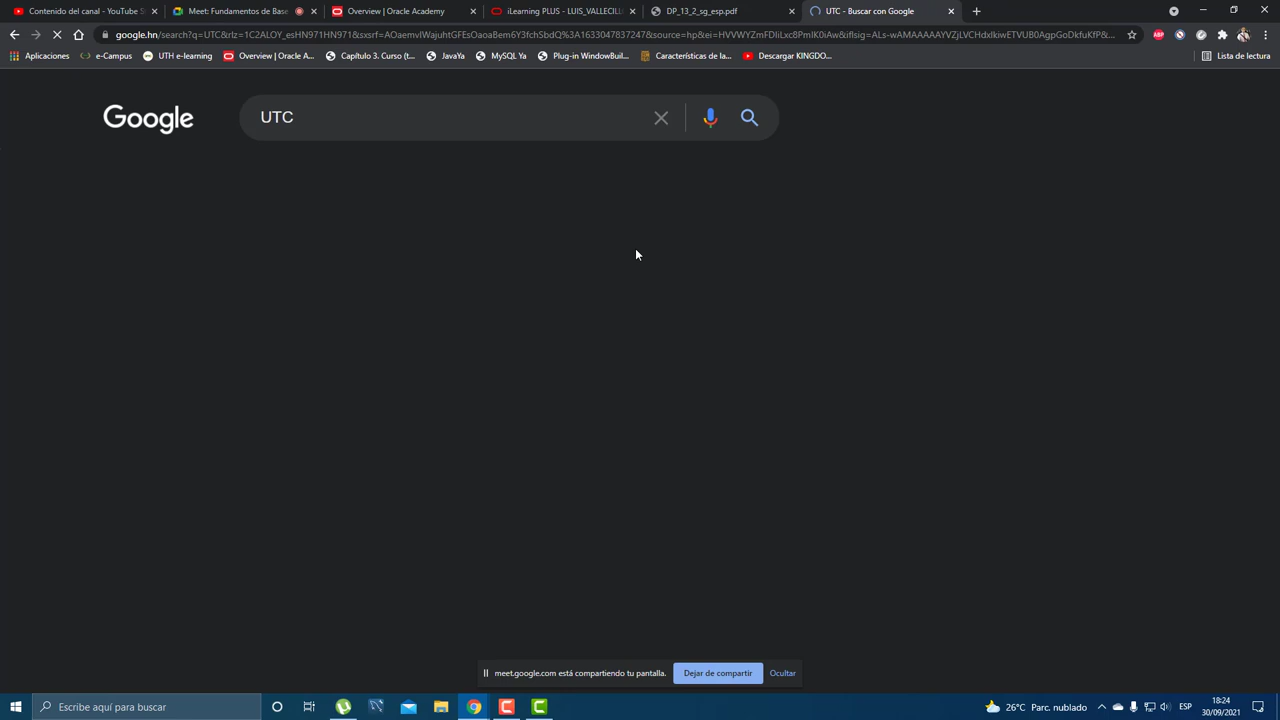 Contenido del canal - YouTube S
Meet: Fundamentos de Base
Overview | Oracle Academy
iLearning PLUS - LUIS_VALLECILL
DP_13_2_sg_esp.pdf
UTC - Buscar con Google
google.hn/search?q=UTC&rlz=1C2ALOY_esHN971HN971&sxsrf=AOaemvIWajuhtGFEsOaoaBem6Y3fchSbdQ%3A1633047837247&source=hp&ei=HVVWYZmFDIiLxc8PmIK0iAw&iflsig=ALs-wAMAAAAAYVZjLVCHdxlkiwETVUB0AgpGoDkfuKfP&...
Aplicaciones
e-Campus
UTH e-learning
Overview | Oracle A...
Capítulo 3. Curso (t...
JavaYa
MySQL Ya
Plug-in WindowBuil...
Características de la...
Descargar KINGDO...
Lista de lectura
Google
UTC
meet.google.com está compartiendo tu pantalla.
Dejar de compartir
Ocultar
Escribe aquí para buscar
26°C Parc. nublado
ESP
18:24
30/09/2021